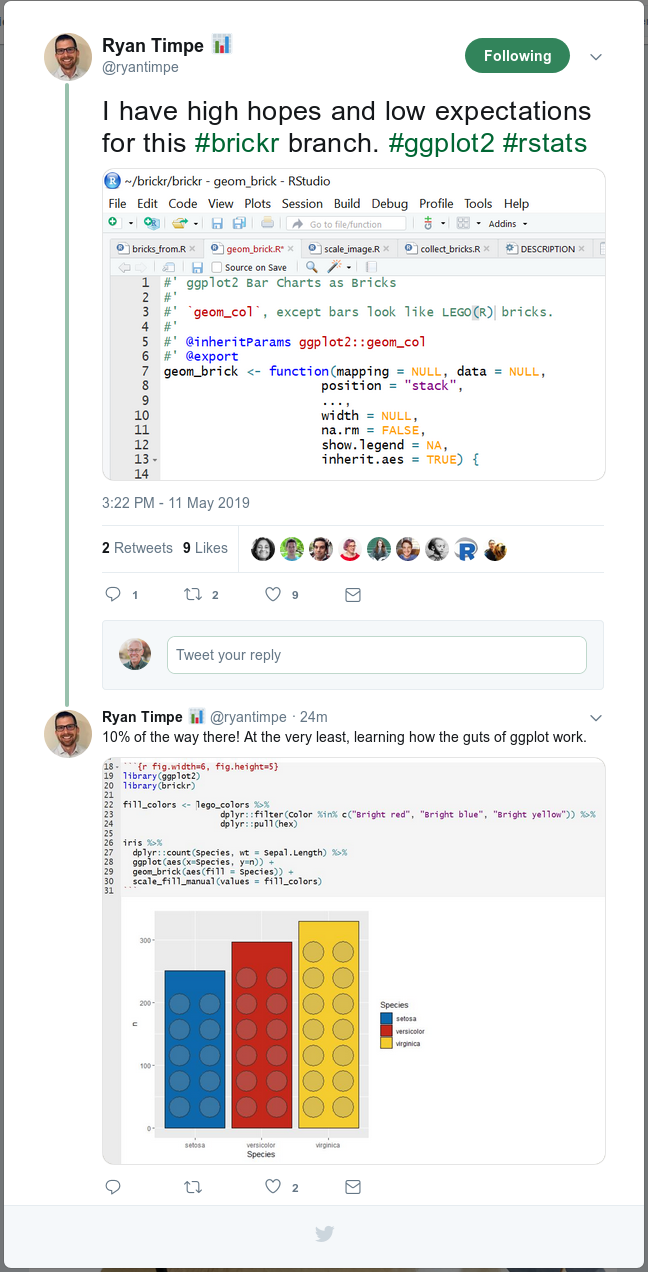 Ryan Timpe
@ryantimpe
Following
I have high hopes and low expectations
for this #brickr branch. #ggplot2 #rstats
~/brickr/brickr - geom_brick - RStudio
File Edit Code View Plots Session Build Debug Profile Tools Help
Go to file/function Addins
bricks_from.R geom_brick.R* scale_image.R collect_bricks.R DESCRIPTION
Source on Save
1 #' ggplot2 Bar Charts as Bricks
2 #'
3 #' `geom_col`, except bars look like LEGO(R) bricks.
4 #'
5 #' @inheritParams ggplot2::geom_col
6 #' @export
7 geom_brick <- function(mapping = NULL, data = NULL,
8 position = "stack",
9 ...,
10 width = NULL,
11 na.rm = FALSE,
12 show.legend = NA,
13 inherit.aes = TRUE) {
14
3:22 PM - 11 May 2019
2 Retweets 9 Likes
1 2 9
Tweet your reply
Ryan Timpe @ryantimpe · 24m
10% of the way there! At the very least, learning how the guts of ggplot work.
18 ```{r fig.width=6, fig.height=5}
19 library(ggplot2)
20 library(brickr)
21
22 fill_colors <- lego_colors %>%
23 dplyr::filter(Color %in% c("Bright red", "Bright blue", "Bright yellow")) %>%
24 dplyr::pull(hex)
25
26 iris %>%
27 dplyr::count(Species, wt = Sepal.Length) %>%
28 ggplot(aes(x=Species, y=n)) +
29 geom_brick(aes(fill = Species)) +
30 scale_fill_manual(values = fill_colors)
31 ```
300
200
100
0
n
setosa versicolor virginica
Species
Species
setosa
versicolor
virginica
2